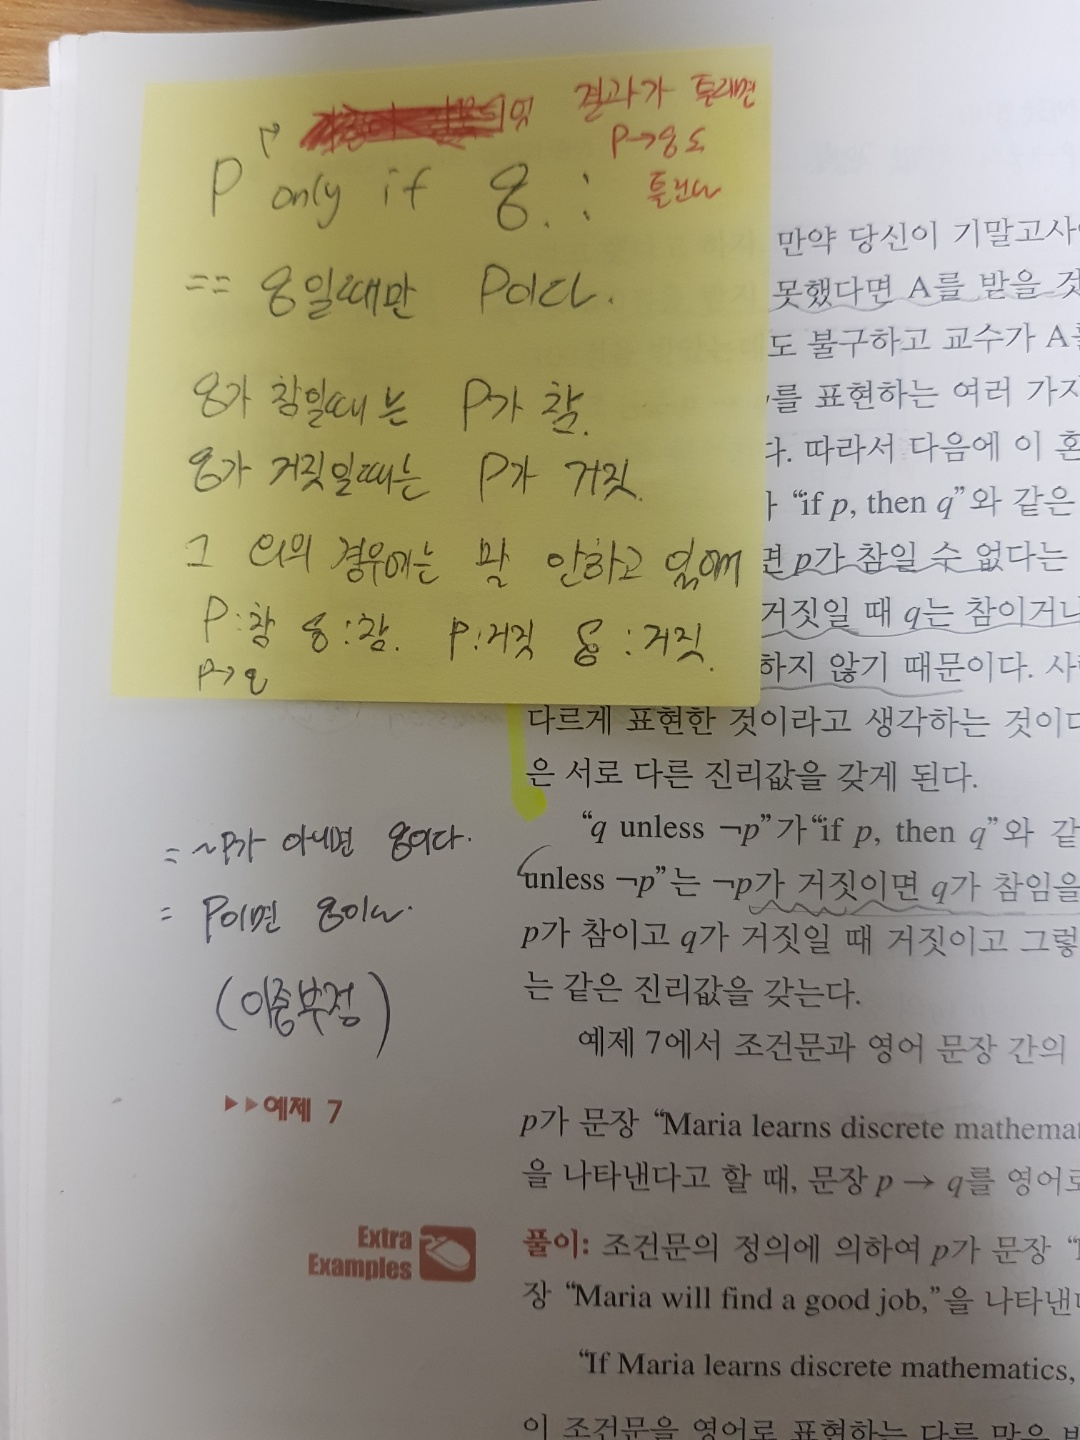 결과가 틀리면
P→q도
틀린다
P only if q. :
== q일때만 P이다.
q가 참일때는 P가 참.
q가 거짓일때는 P가 거짓.
그 외의 경우에는 말 안하고 있음
P:참 q:참. P:거짓 q:거짓.
P→q
만약 당신이 기말고사
못했다면 A를 받을 것
도 불구하고 교수가 A를
를 표현하는 여러 가지
다. 따라서 다음에 이 혼
가 “if p, then q”와 같은
면 p가 참일 수 없다는
거짓일 때 q는 참이거나
하지 않기 때문이다. 사
다르게 표현한 것이라고 생각하는 것이다
은 서로 다른 진리값을 갖게 된다.
“q unless ¬p”가 “if p, then q”와 같
unless ¬p”는 ¬p가 거짓이면 q가 참임을
p가 참이고 q가 거짓일 때 거짓이고 그렇
는 같은 진리값을 갖는다.
예제 7에서 조건문과 영어 문장 간의
= ~P가 아니면 q이다.
= P이면 q이다.
(이중부정)
▶▶예제 7
p가 문장 “Maria learns discrete mathema
을 나타낸다고 할 때, 문장 p → q를 영어로
Extra
Examples
풀이: 조건문의 정의에 의하여 p가 문장
장 “Maria will find a good job,”을 나타낸다
“If Maria learns discrete mathematics,
이 조건문을 영어로 표현하는 다른 많은